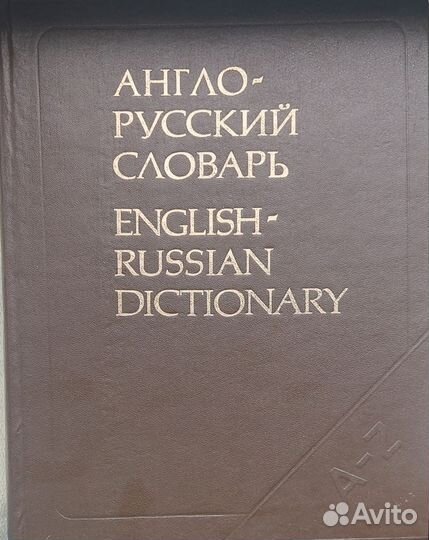 АНГЛО-
РУССКИЙ
СЛОВАРЬ
ENGLISH-
RUSSIAN
DICTIONARY
A-Z
Avito